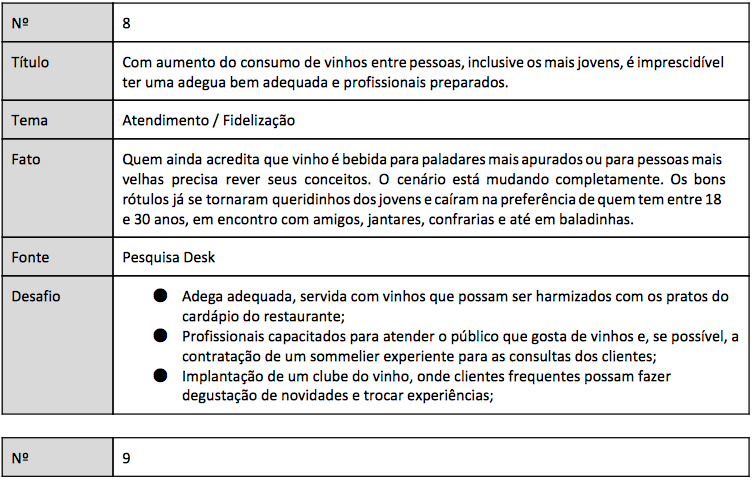 Nº 8
Título Com aumento do consumo de vinhos entre pessoas, inclusive os mais jovens, é imprescidível
ter uma adegua bem adequada e profissionais preparados.
Tema Atendimento / Fidelização
Fato Quem ainda acredita que vinho é bebida para paladares mais apurados ou para pessoas mais
velhas precisa rever seus conceitos. O cenário está mudando completamente. Os bons
rótulos já se tornaram queridinhos dos jovens e caíram na preferência de quem tem entre 18
e 30 anos, em encontro com amigos, jantares, confrarias e até em baladinhas.
Fonte Pesquisa Desk
Desafio ● Adega adequada, servida com vinhos que possam ser harmizados com os pratos do
cardápio do restaurante;
● Profissionais capacitados para atender o público que gosta de vinhos e, se possível, a
contratação de um sommelier experiente para as consultas dos clientes;
● Implantação de um clube do vinho, onde clientes frequentes possam fazer
degustação de novidades e trocar experiências;
Nº 9